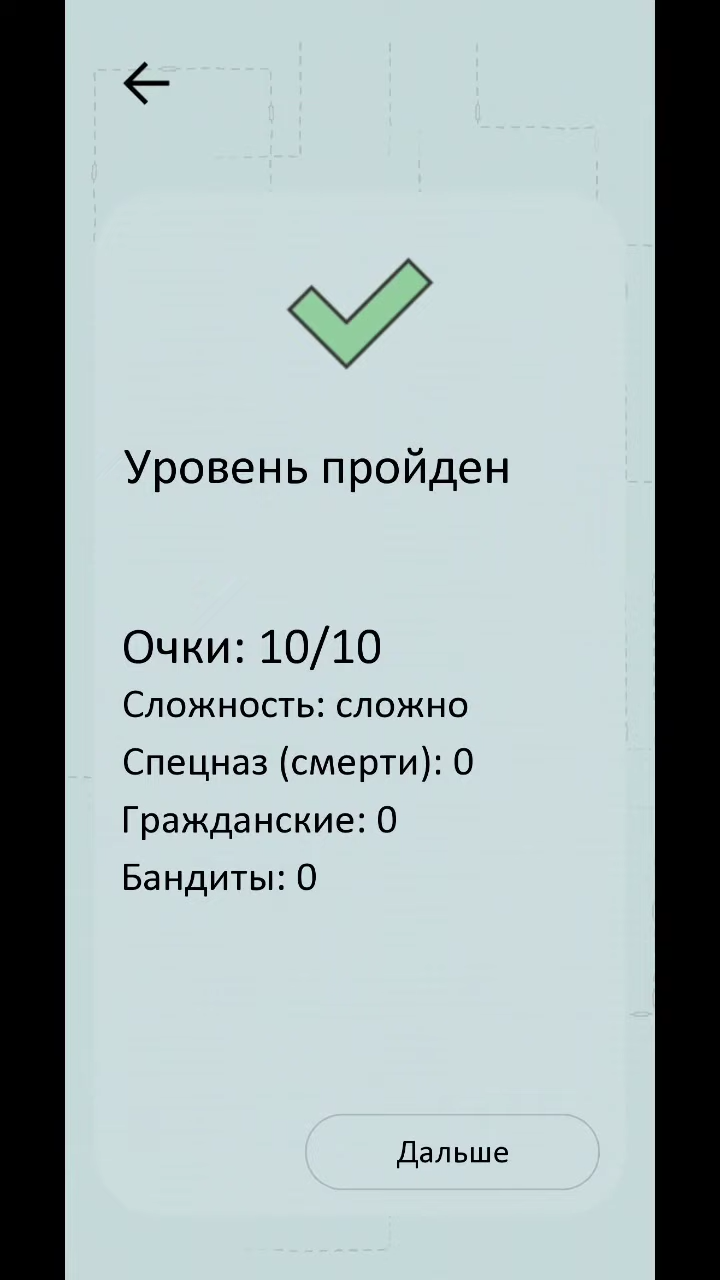 Уровень пройден
Очки: 10/10
Сложность: сложно
Спецназ (смерти): 0
Гражданские: 0
Бандиты: 0
Дальше